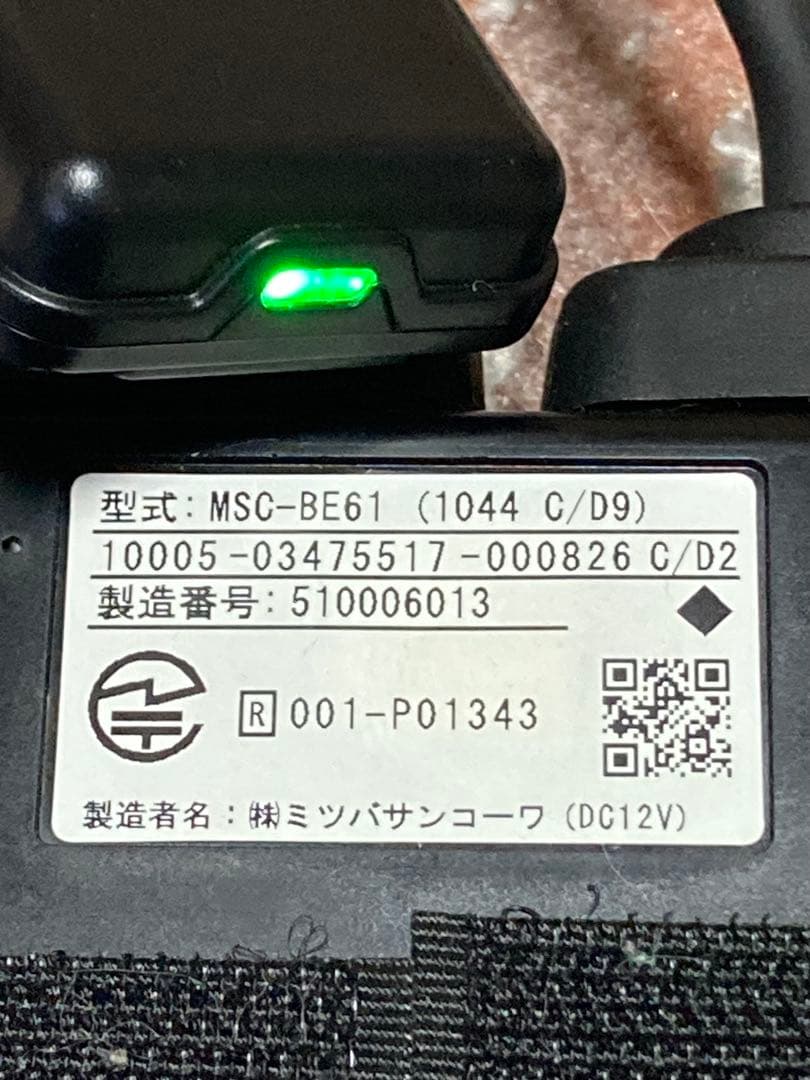 型式: MSC-BE61 (1044 C/D9)
10005-03475517-000826 C/D2
製造番号: 510006013
R 001-P01343
製造者名:㈱ミツバサンコーワ (DC12V)